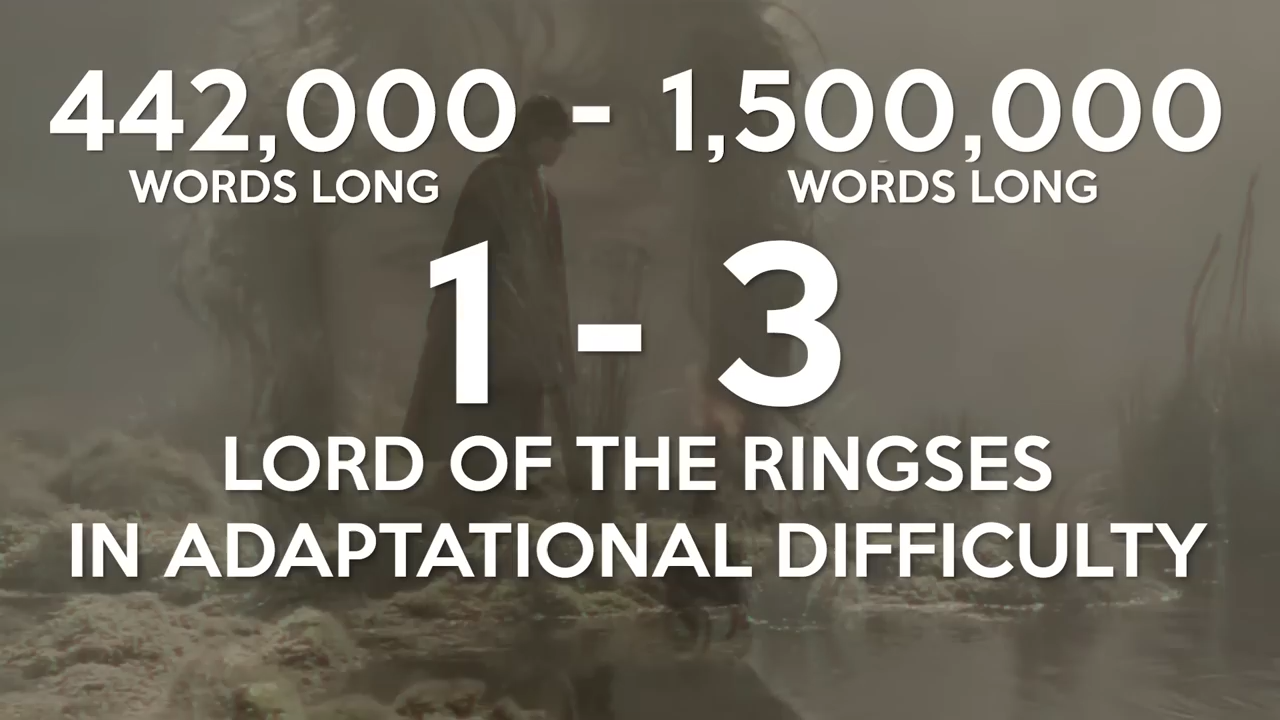 442,000 - 1,500,000
WORDS LONG WORDS LONG
1 - 3
LORD OF THE RINGSES
IN ADAPTATIONAL DIFFICULTY